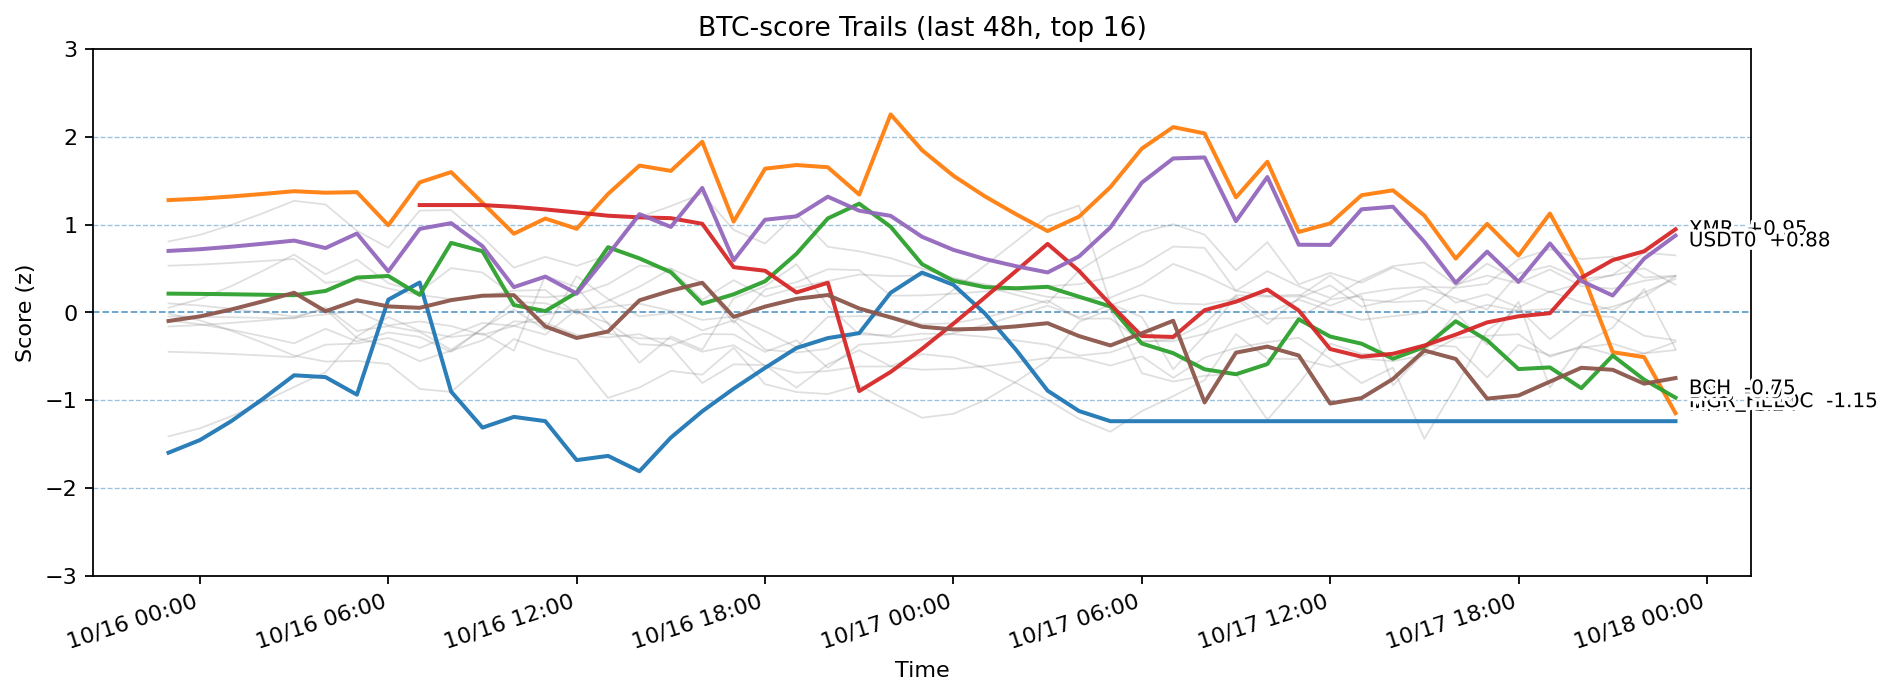 BTC-score Trails (last 48h, top 16)
3
2
1
0
−1
−2
−3
Score (z)
XMR +0.95
USDT0 +0.88
BCH -0.75
-1.15
10/16 00:00
10/16 06:00
10/16 12:00
10/16 18:00
10/17 00:00
10/17 06:00
10/17 12:00
10/17 18:00
10/18 00:00
Time